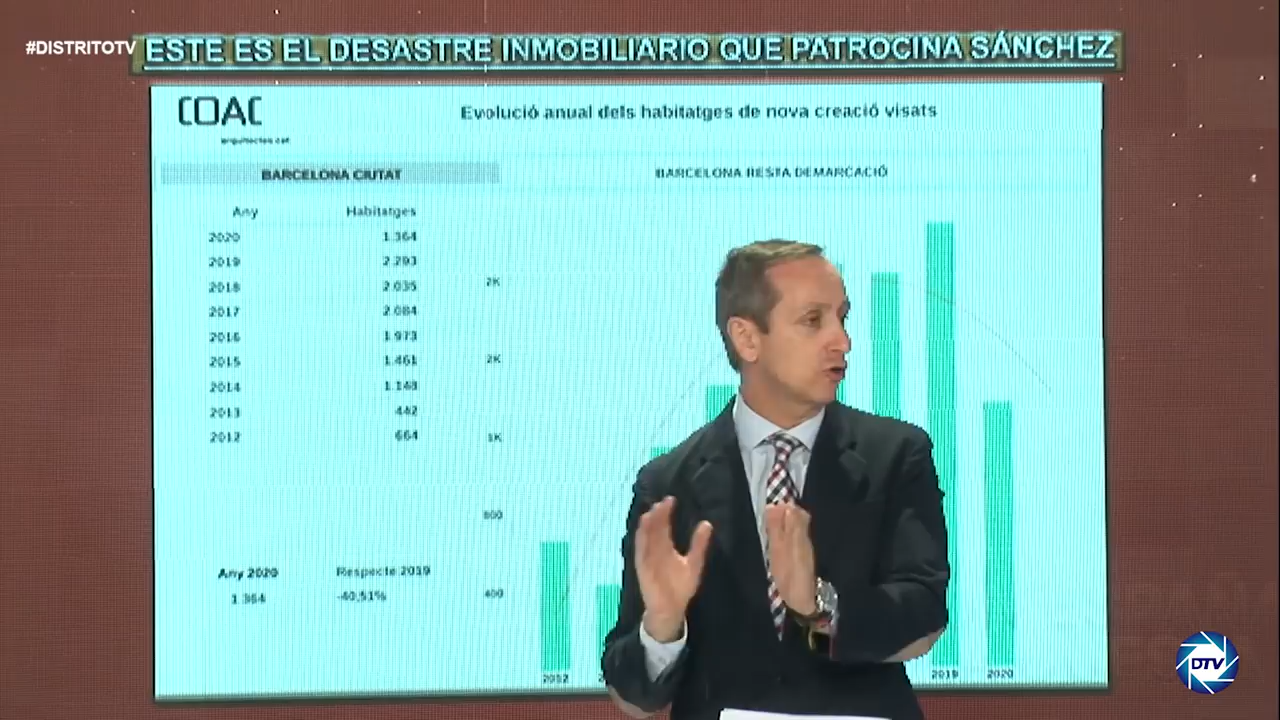 #DISTRITOTV
ESTE ES EL DESASTRE INMOBILIARIO QUE PATROCINA SÁNCHEZ
COAC
arquitectes.cat
Evolució anual dels habitatges de nova creació visats
BARCELONA CIUTAT
BARCELONA RESTA DEMARCACIÓ
Any Habitatges
2020 1.364
2019 2.293
2018 2.035
2017 2.084
2016 1.973
2015 1.461
2014 1.148
2013 442
2012 664
2K
2K
1K
800
400
Any 2020 Respecte 2019
1.364 -40,51%
2012
2019 2020
DTV